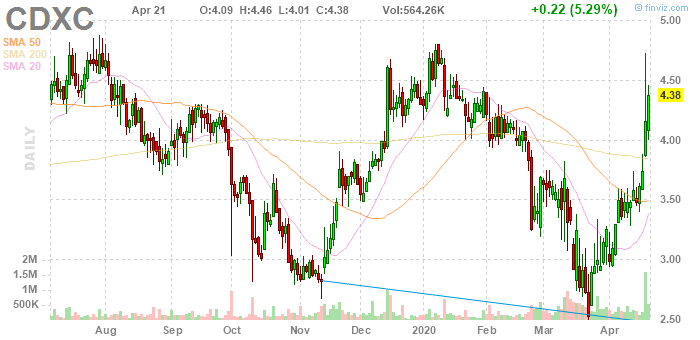 CDXC Apr 21 O:4.09 H:4.46 L:4.01 C:4.38 Vol:564.26K +0.22 (5.29%) © finviz.com
SMA 50
SMA 200
SMA 20
5.00
4.50
4.38
4.00
3.50
3.00
2.50
DAILY
2M
1.5M
1M
500K
Aug Sep Oct Nov Dec 2020 Feb Mar Apr